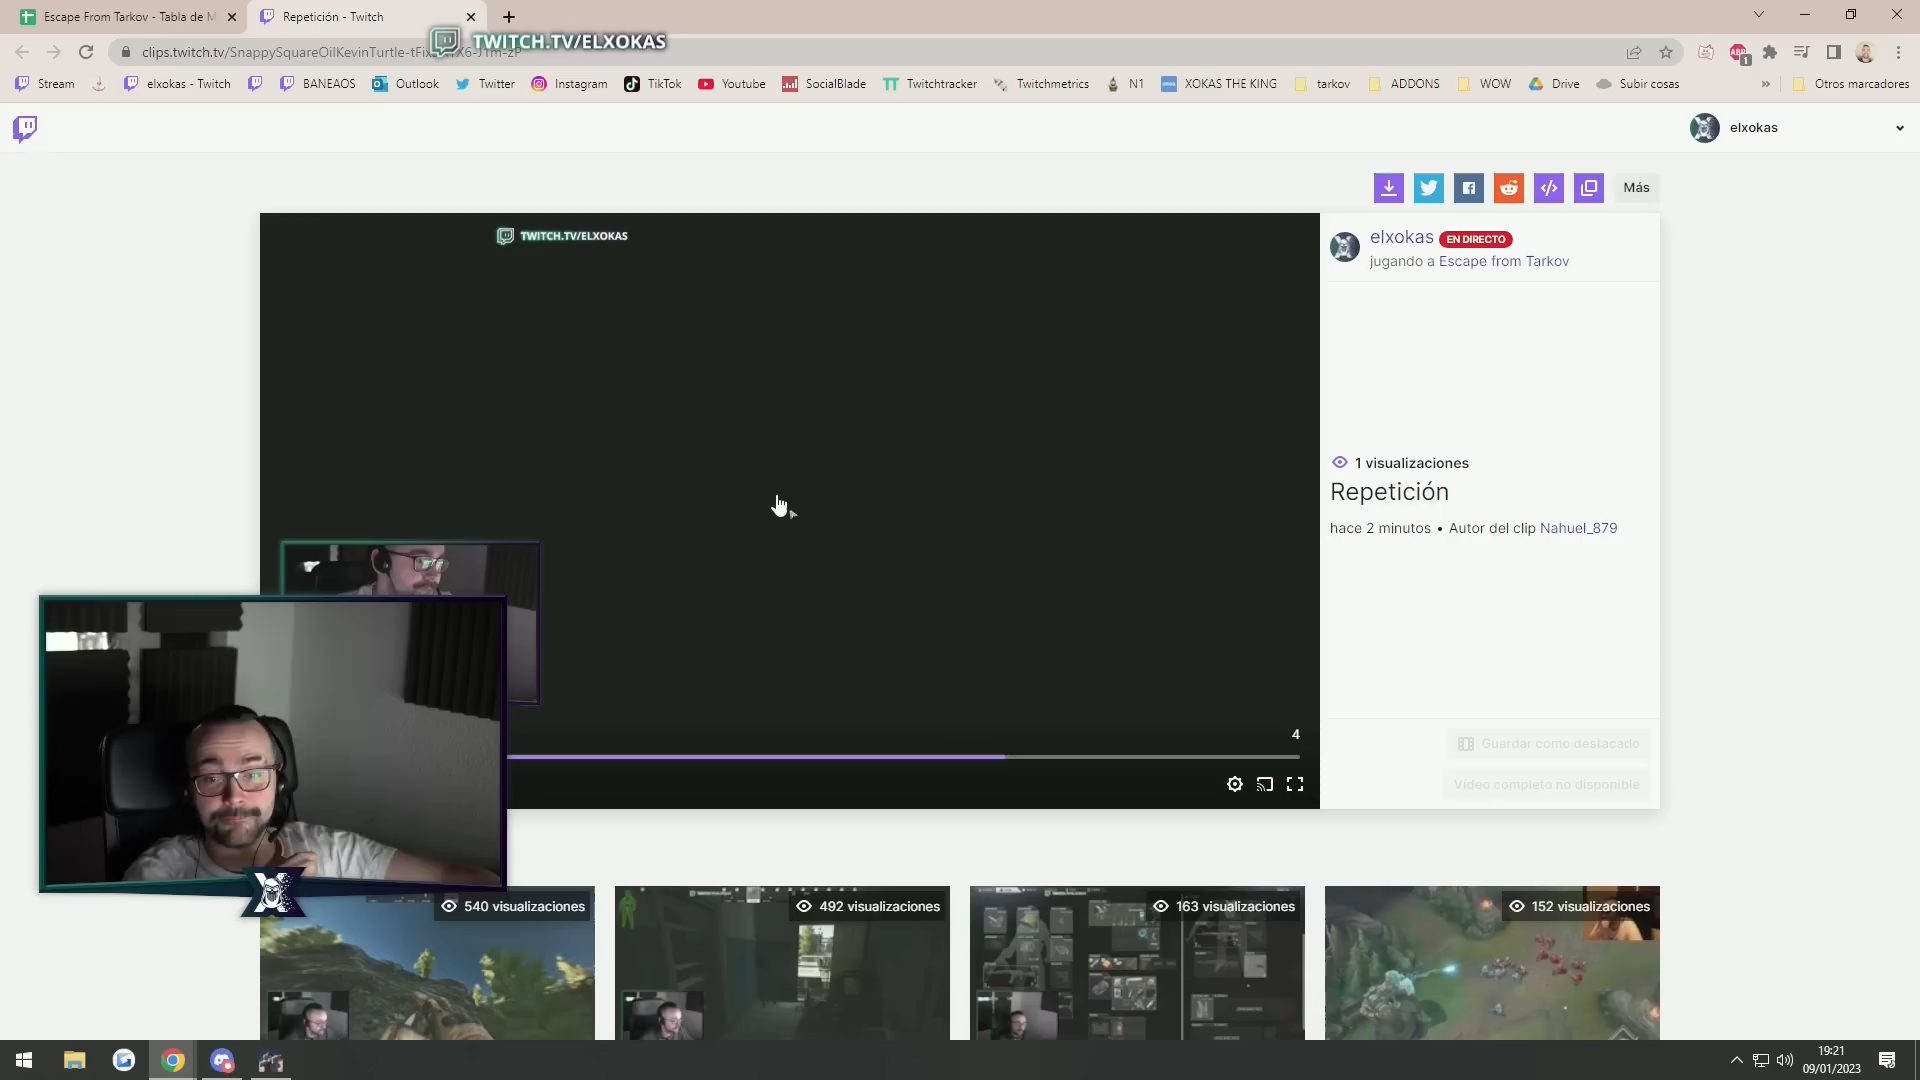 Escape From Tarkov - Tabla de M
Repetición - Twitch
TWITCH.TV/ELXOKAS
Stream
elxokas - Twitch
BANEAOS
Outlook
Twitter
Instagram
TikTok
Youtube
SocialBlade
Twitchtracker
Twitchmetrics
N1
XOKAS THE KING
tarkov
ADDONS
WOW
Drive
Subir cosas
»
Otros marcadores
elxokas
Más
TWITCH.TV/ELXOKAS
elxokas EN DIRECTO
jugando a Escape from Tarkov
1 visualizaciones
Repetición
hace 2 minutos • Autor del clip Nahuel_879
4
Guardar como destacado
Vídeo completo no disponible
540 visualizaciones
492 visualizaciones
163 visualizaciones
152 visualizaciones
19:21
09/01/2023